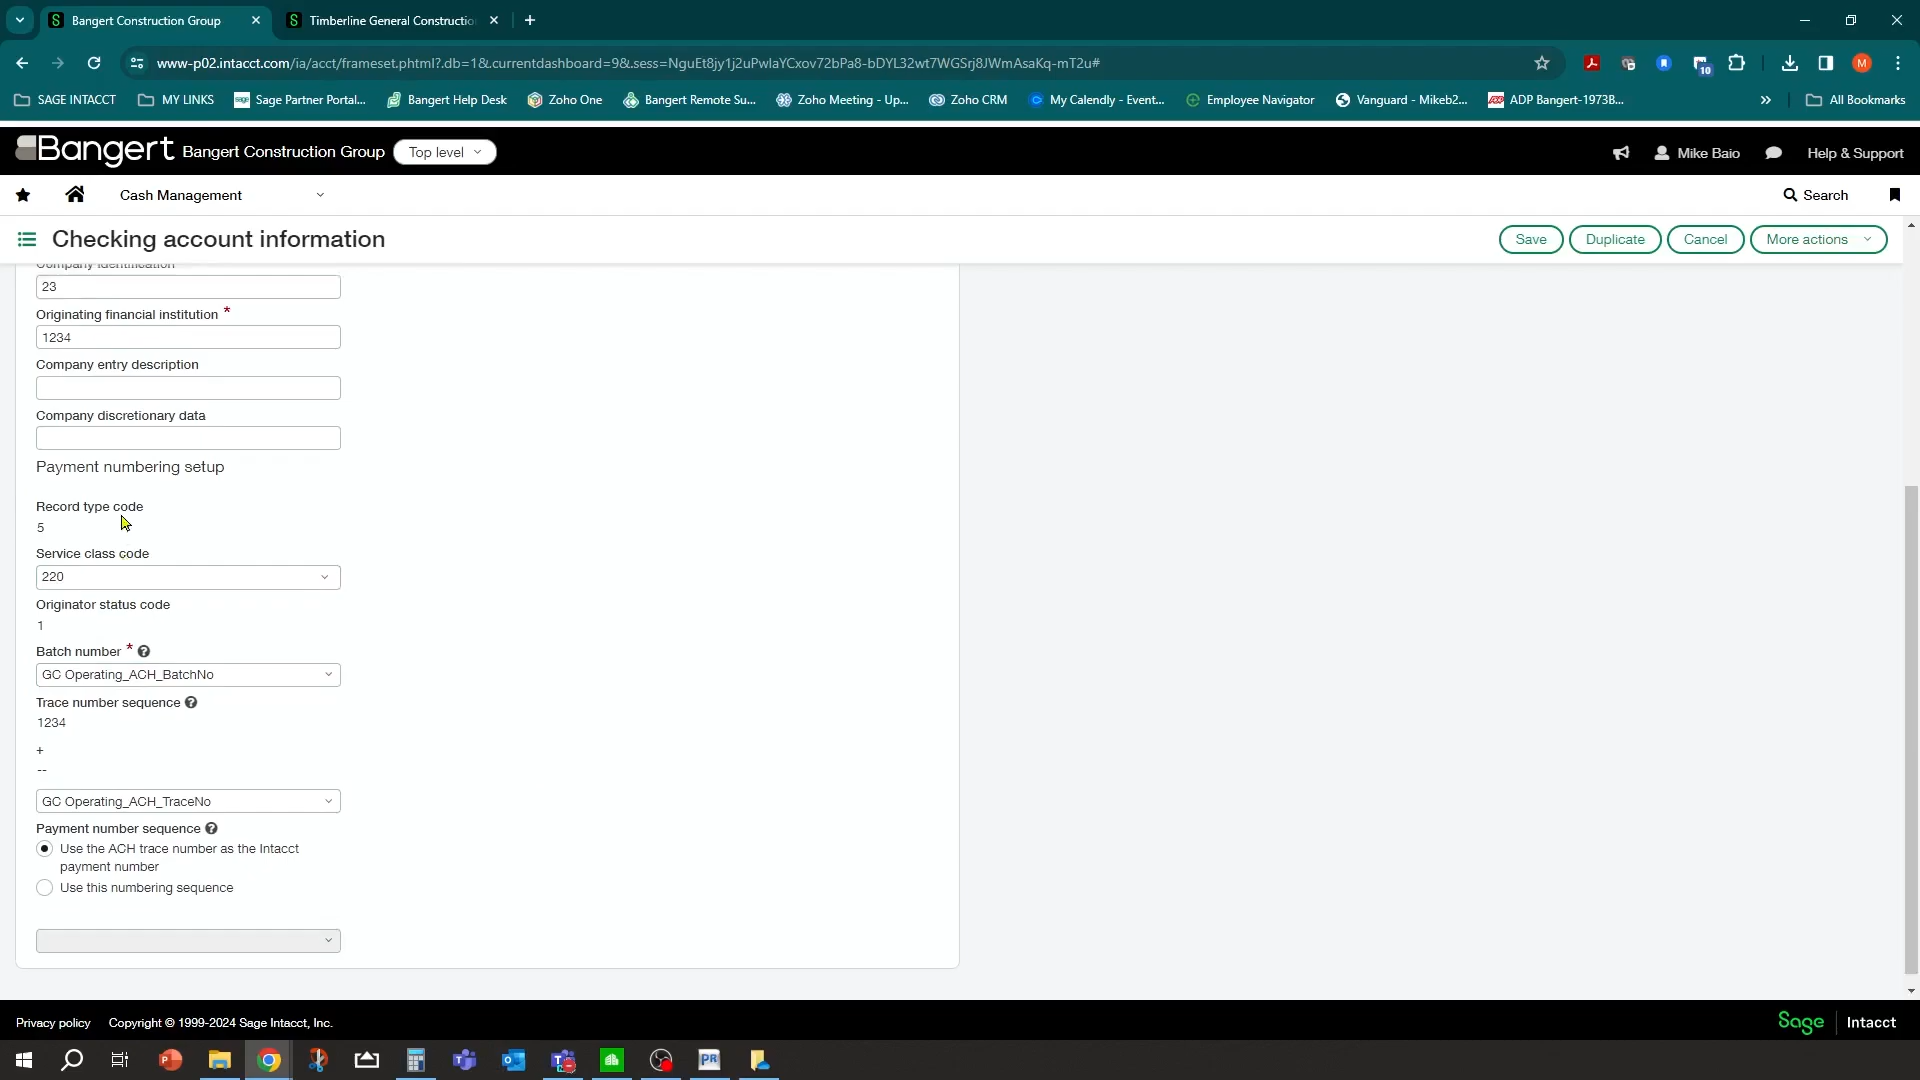 Bangert Construction Group
Timberline General Constructio
www-p02.intacct.com/ia/acct/frameset.phtml?.db=1&.currentdashboard=9&.sess=NguEt8jy1j2uPwIaYCxov72bPa8-bDYL32wt7WGSrj8JWmAsaKq-mT2u#
10
M
SAGE INTACCT
MY LINKS
Sage Partner Portal...
Bangert Help Desk
Zoho One
Bangert Remote Su...
Zoho Meeting - Up...
Zoho CRM
My Calendly - Event...
Employee Navigator
Vanguard - Mikeb2...
ADP Bangert-1973B...
All Bookmarks
Bangert
Bangert Construction Group
Top level
Mike Baio
Help & Support
Cash Management
Search
Checking account information
Save
Duplicate
Cancel
More actions
Company identification
23
Originating financial institution *
1234
Company entry description
Company discretionary data
Payment numbering setup
Record type code
5
Service class code
220
Originator status code
1
Batch number *
GC Operating_ACH_BatchNo
Trace number sequence
1234
+
--
GC Operating_ACH_TraceNo
Payment number sequence
Use the ACH trace number as the Intacct
payment number
Use this numbering sequence
Privacy policy
Copyright © 1999-2024 Sage Intacct, Inc.
Sage
Intacct
PR